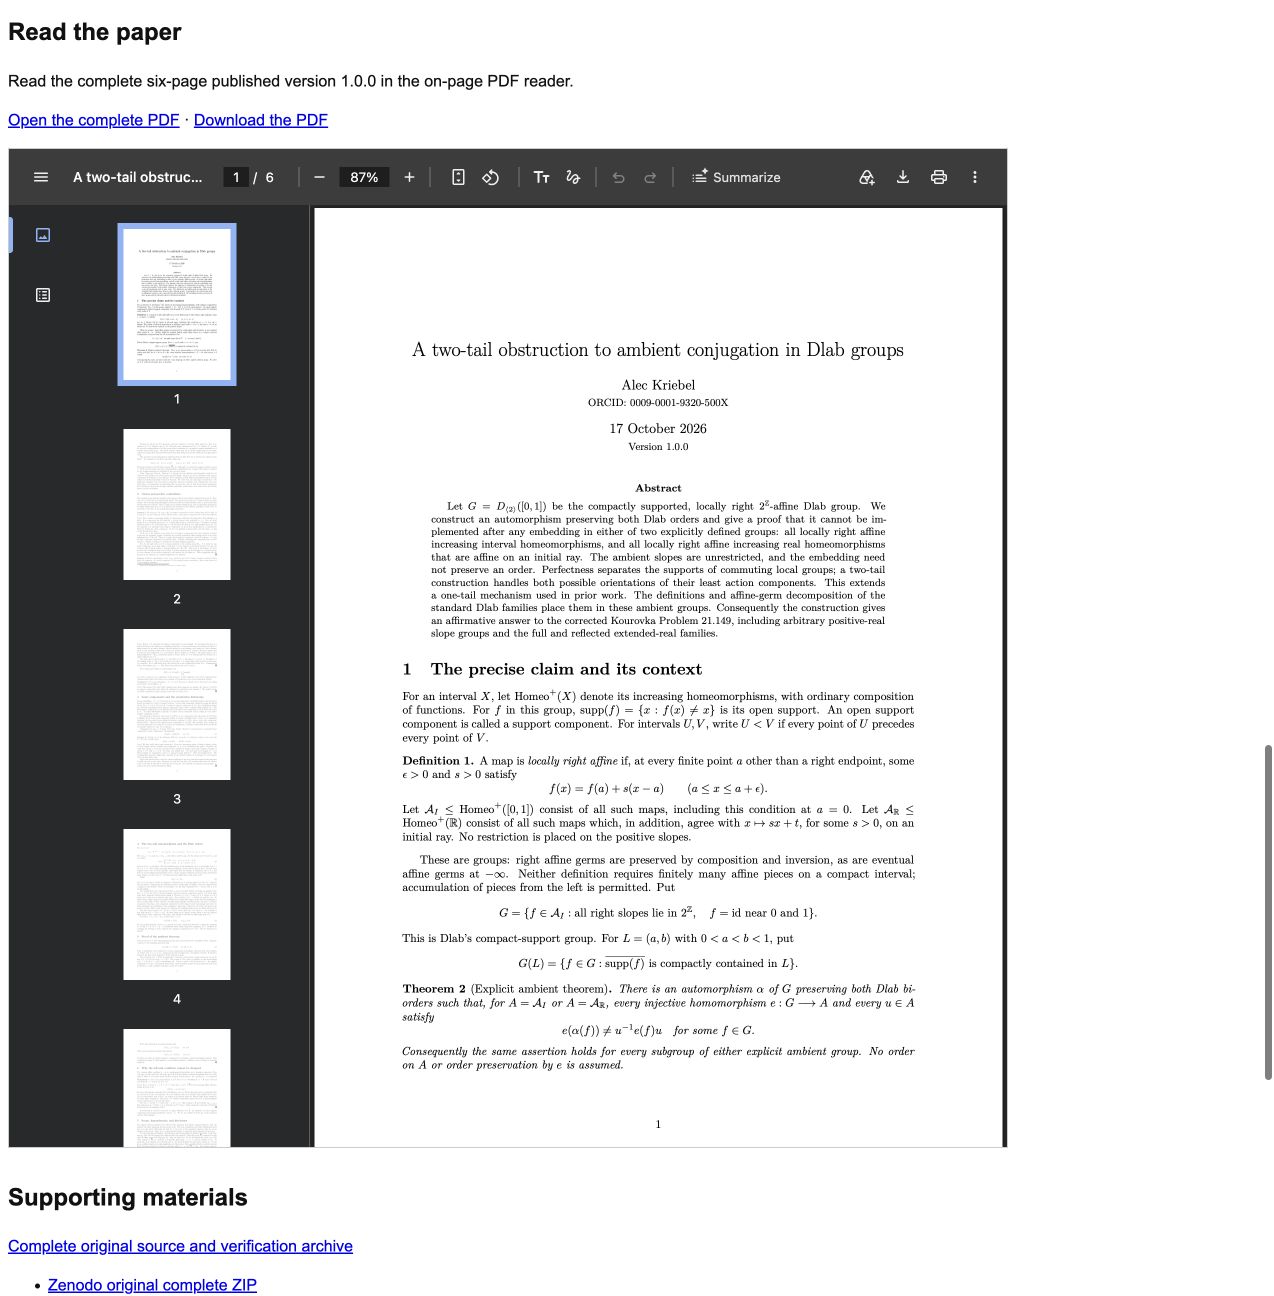 Read the paper
Read the complete six-page published version 1.0.0 in the on-page PDF reader.
Open the complete PDF · Download the PDF
A two-tail obstruc... 1 / 6 − 87% + Summarize
1
2
3
4
A two-tail obstruction to ambient conjugation in Dlab groups
Alec Kriebel
ORCID: 0009-0001-9320-500X
17 October 2026
Version 1.0.0
Abstract
Let G = D⟨2⟩([0, 1]) be the compactly supported, locally right 2^ℤ-affine Dlab group. We
construct an automorphism preserving both Dlab orders and give a proof that it cannot be im-
plemented after any embedding in either of two explicitly defined groups: all locally right affine
increasing interval homeomorphisms, and all locally right affine increasing real homeomorphisms
that are affine on an initial ray. The ambient slopes are unrestricted, and the embedding need
not preserve an order. Perfectness separates the supports of commuting local groups; a two-tail
construction handles both possible orientations of their least action components. This extends
a one-tail mechanism used in prior work. The definitions and affine-germ decomposition of the
standard Dlab families place them in these ambient groups. Consequently the construction gives
an affirmative answer to the corrected Kourovka Problem 21.149, including arbitrary positive-real
slope groups and the full and reflected extended-real families.
1 The precise claim and its context
For an interval X, let Homeo⁺(X) denote its increasing homeomorphisms, with ordinary composition
of functions. For f in this group, supp(f) = {x : f(x) ≠ x} is its open support. An open support
component is called a support component. For intervals U, V, write U < V if every point of U precedes
every point of V.
Definition 1. A map is locally right affine if, at every finite point a other than a right endpoint, some
ϵ > 0 and s > 0 satisfy
f(x) = f(a) + s(x − a) (a ≤ x ≤ a + ϵ).
Let 𝒜_I ≤ Homeo⁺([0, 1]) consist of all such maps, including this condition at a = 0. Let 𝒜_ℝ ≤
Homeo⁺(ℝ) consist of all such maps which, in addition, agree with x ↦ sx + t, for some s > 0, on an
initial ray. No restriction is placed on the positive slopes.
These are groups: right affine germs are preserved by composition and inversion, as are eventual
affine germs at −∞. Neither definition requires finitely many affine pieces on a compact interval;
accumulation of pieces from the left is permitted. Put
G = {f ∈ 𝒜_I : all right slopes lie in 2^ℤ, f = id near 0 and 1}.
This is Dlab's compact-support group. For L = (a, b) with 0 < a < b < 1, put
G(L) = {f ∈ G : supp(f) is compactly contained in L}.
Theorem 2 (Explicit ambient theorem). There is an automorphism α of G preserving both Dlab bi-
orders such that, for A = 𝒜_I or A = 𝒜_ℝ, every injective homomorphism e : G ⟶ A and every u ∈ A
satisfy
e(α(f)) ≠ u⁻¹e(f)u for some f ∈ G.
Consequently the same assertion holds for every subgroup of either explicit ambient group. No order
on A or order preservation by e is assumed.
1
Supporting materials
Complete original source and verification archive
• Zenodo original complete ZIP